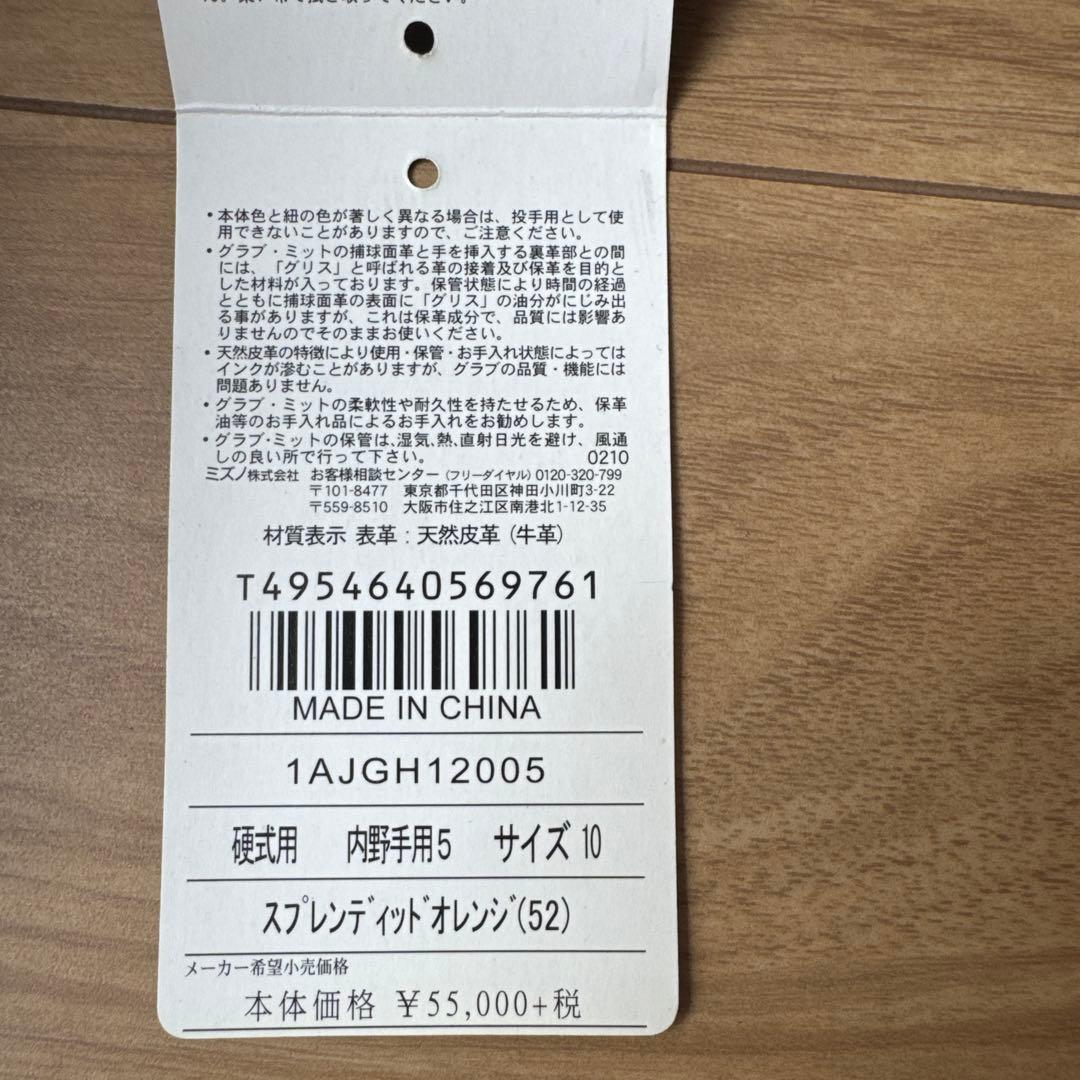 ・本体色と紐の色が著しく異なる場合は、投手用として使
用できないことがありますので、ご注意ください。
・グラブ・ミットの捕球面革と手を挿入する裏革部との間
には、「グリス」と呼ばれる革の接着及び保革を目的と
した材料が入っております。保管状態により時間の経過
とともに捕球面革の表面に「グリス」の油分がにじみ出
る事がありますが、これは保革成分で、品質には影響あ
りませんのでそのままお使いください。
・天然皮革の特徴により使用・保管・お手入れ状態によっては
インクが滲むことがありますが、グラブの品質・機能には
問題ありません。
・グラブ・ミットの柔軟性や耐久性を持たせるため、保革
油等のお手入れ品によるお手入れをお勧めします。
・グラブ・ミットの保管は、湿気、熱、直射日光を避け、風通
しの良い所で行って下さい。 0210
ミズノ株式会社 お客様相談センター (フリーダイヤル) 0120-320-799
〒101-8477 東京都千代田区神田小川町3-22
〒559-8510 大阪市住之江区南港北1-12-35
材質表示 表革：天然皮革(牛革)
T4954640569761
MADE IN CHINA
1AJGH12005
硬式用 内野手用5 サイズ 10
スプレンディッドオレンジ(52)
メーカー希望小売価格
本体価格 ￥55,000+税